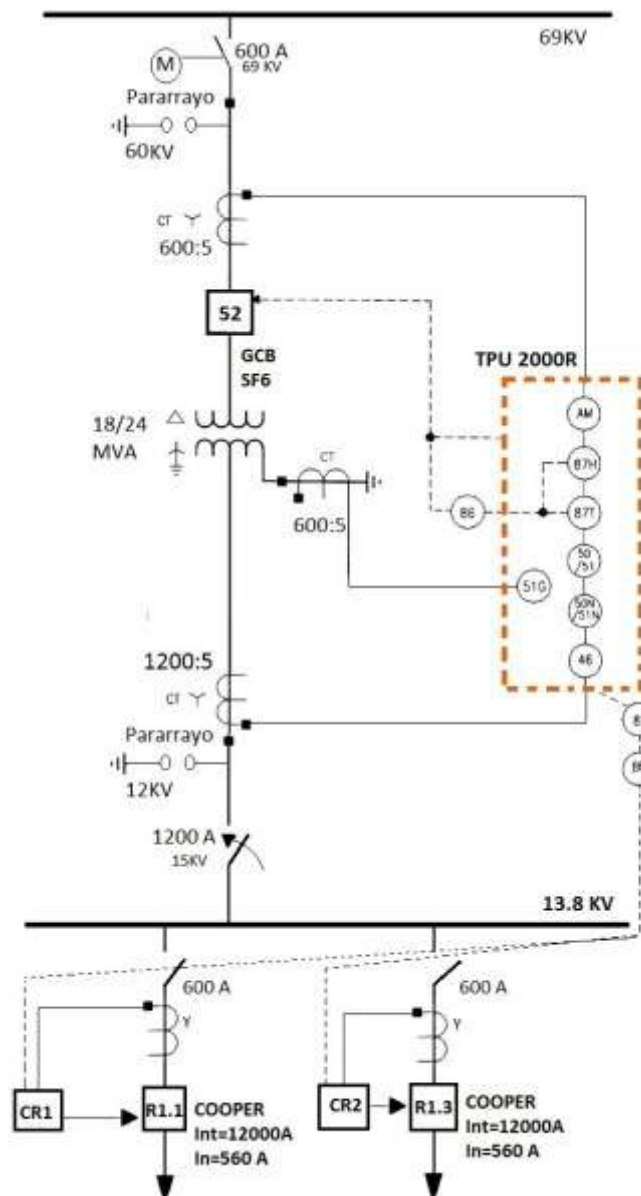 69KV
600 A
69 KV
M
Pararrayo
60KV
CT
600:5
52
GCB
SF6
TPU 2000R
AM
18/24
MVA
87H
CT
600:5
86
87T
50
/51
51G
50N
/51N
46
1200:5
CT
Pararrayo
12KV
1200 A
15KV
13.8 KV
600 A
600 A
Y
Y
CR1
R1.1
COOPER
Int=12000A
In=560 A
CR2
R1.3
COOPER
Int=12000A
In=560 A